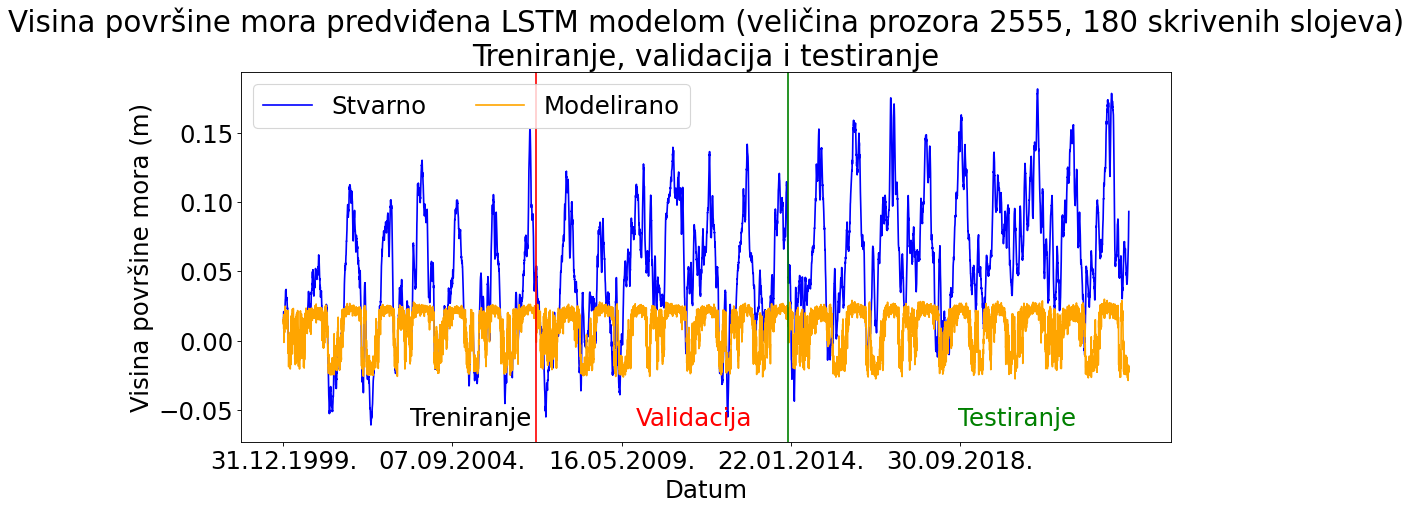 Visina površine mora predviđena LSTM modelom (veličina prozora 2555, 180 skrivenih slojeva)
Treniranje, validacija i testiranje
Stvarno Modelirano
Visina površine mora (m)
0.15
0.10
0.05
0.00
−0.05
Treniranje Validacija Testiranje
31.12.1999. 07.09.2004. 16.05.2009. 22.01.2014. 30.09.2018.
Datum